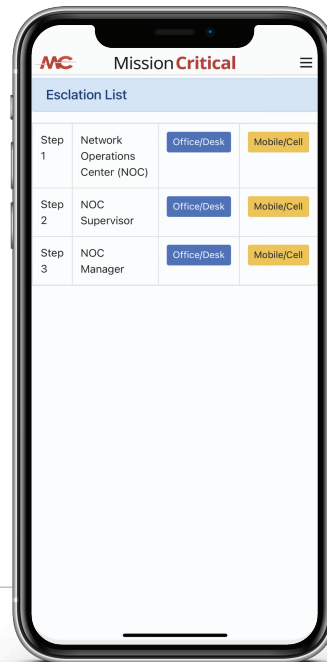 MC Mission Critical
Esclation List
Step 1 Network Operations Center (NOC) Office/Desk Mobile/Cell
Step 2 NOC Supervisor Office/Desk Mobile/Cell
Step 3 NOC Manager Office/Desk Mobile/Cell